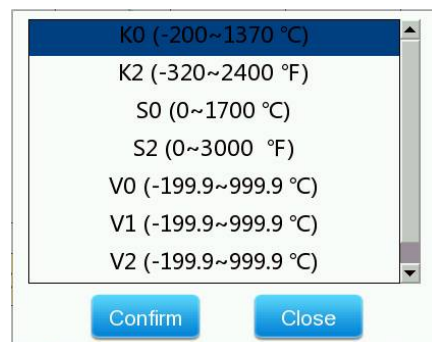 K0 (-200~1370 ℃)
K2 (-320~2400 ℉)
S0 (0~1700 ℃)
S2 (0~3000 ℉)
V0 (-199.9~999.9 ℃)
V1 (-199.9~999.9 ℃)
V2 (-199.9~999.9 ℃)
Confirm Close